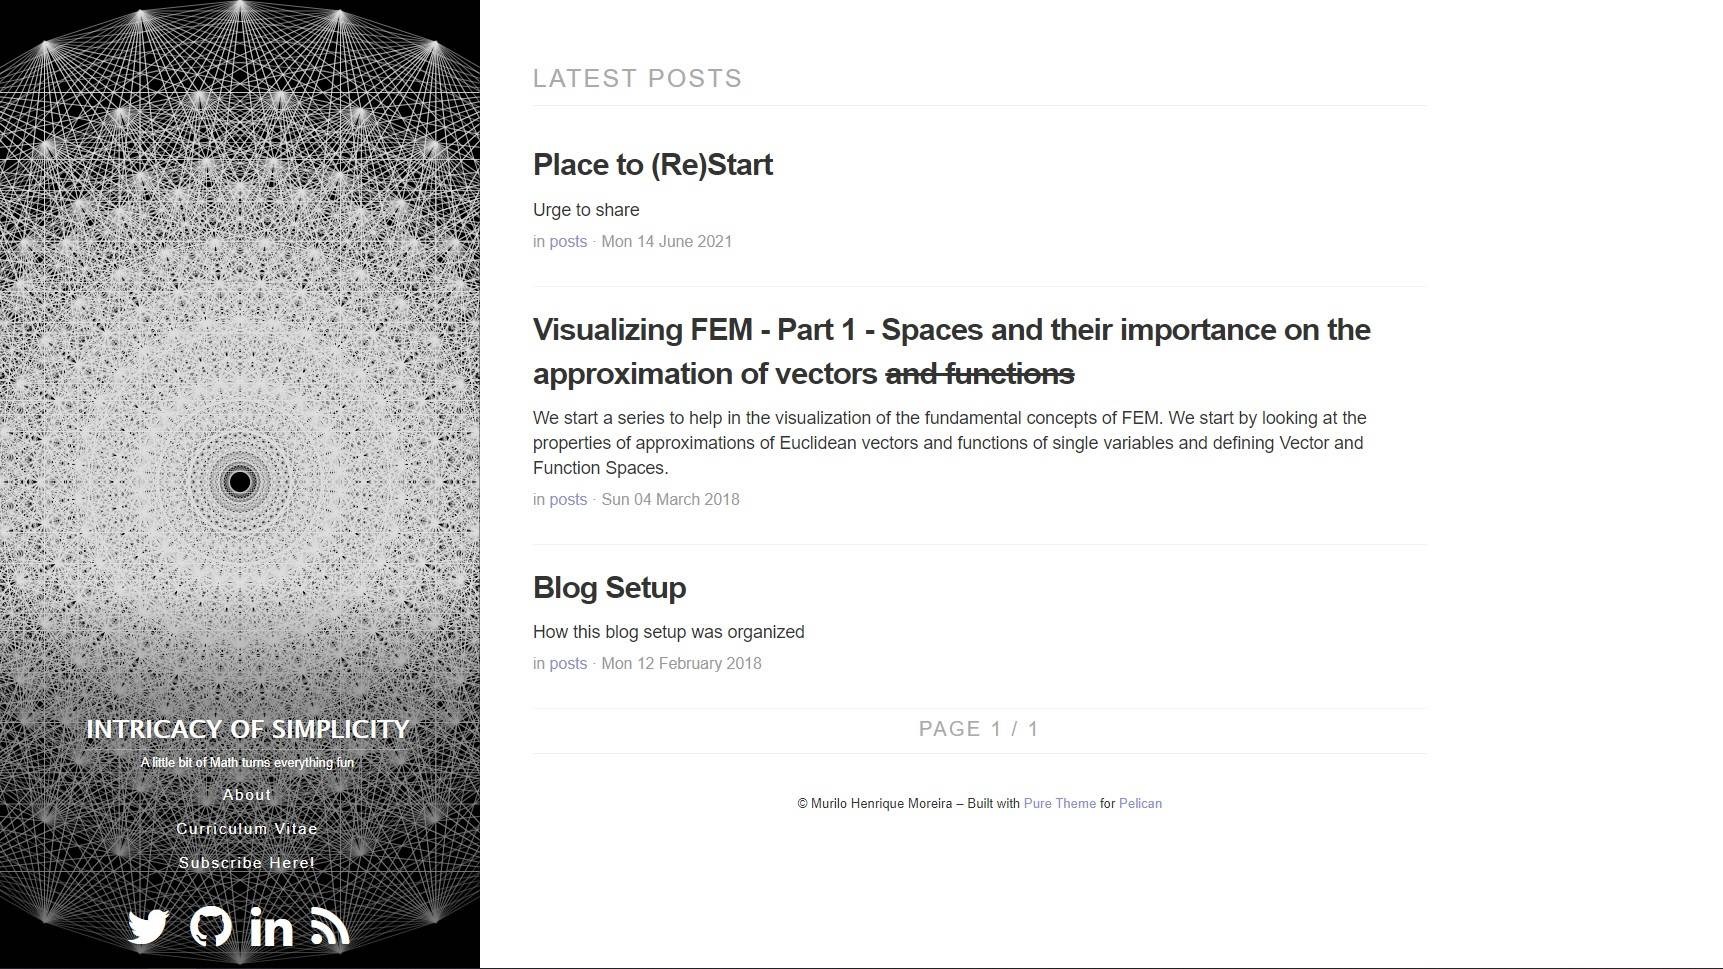 LATEST POSTS
Place to (Re)Start
Urge to share
in posts · Mon 14 June 2021
Visualizing FEM - Part 1 - Spaces and their importance on the
approximation of vectors and functions
We start a series to help in the visualization of the fundamental concepts of FEM. We start by looking at the
properties of approximations of Euclidean vectors and functions of single variables and defining Vector and
Function Spaces.
in posts · Sun 04 March 2018
Blog Setup
How this blog setup was organized
in posts · Mon 12 February 2018
PAGE 1 / 1
© Murilo Henrique Moreira – Built with Pure Theme for Pelican
INTRICACY OF SIMPLICITY
A little bit of Math turns everything fun
About
Curriculum Vitae
Subscribe Here!
in